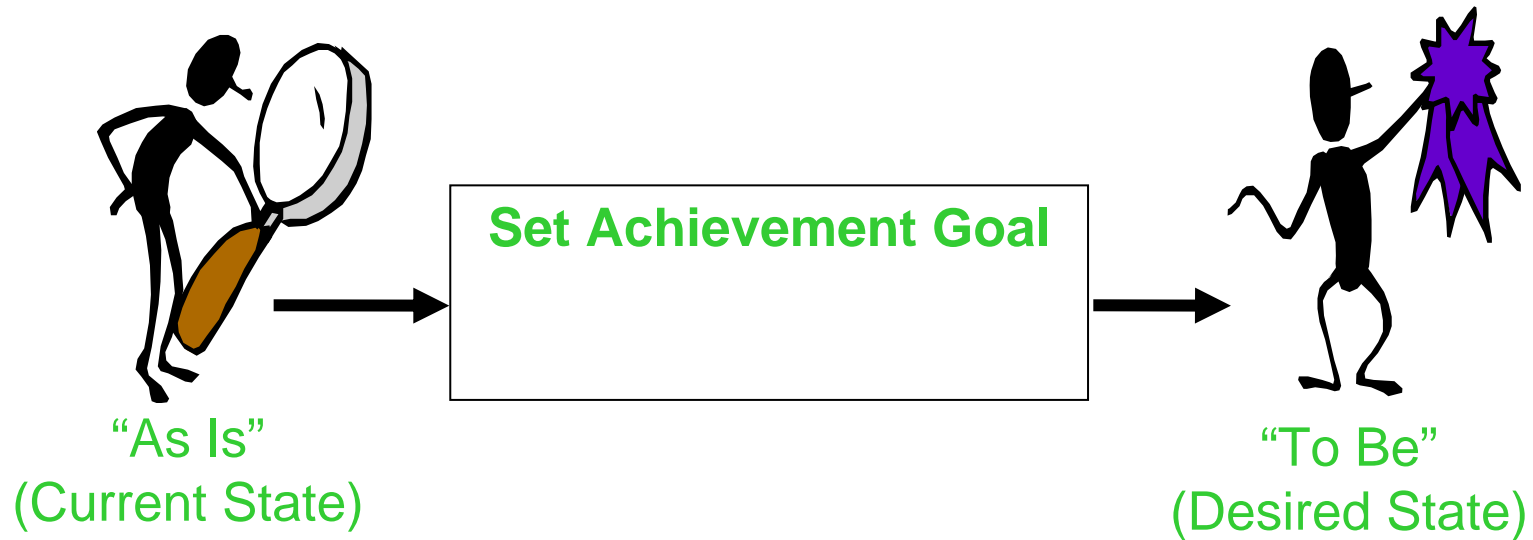 Set Achievement Goal
“As Is”
(Current State)
“To Be”
(Desired State)